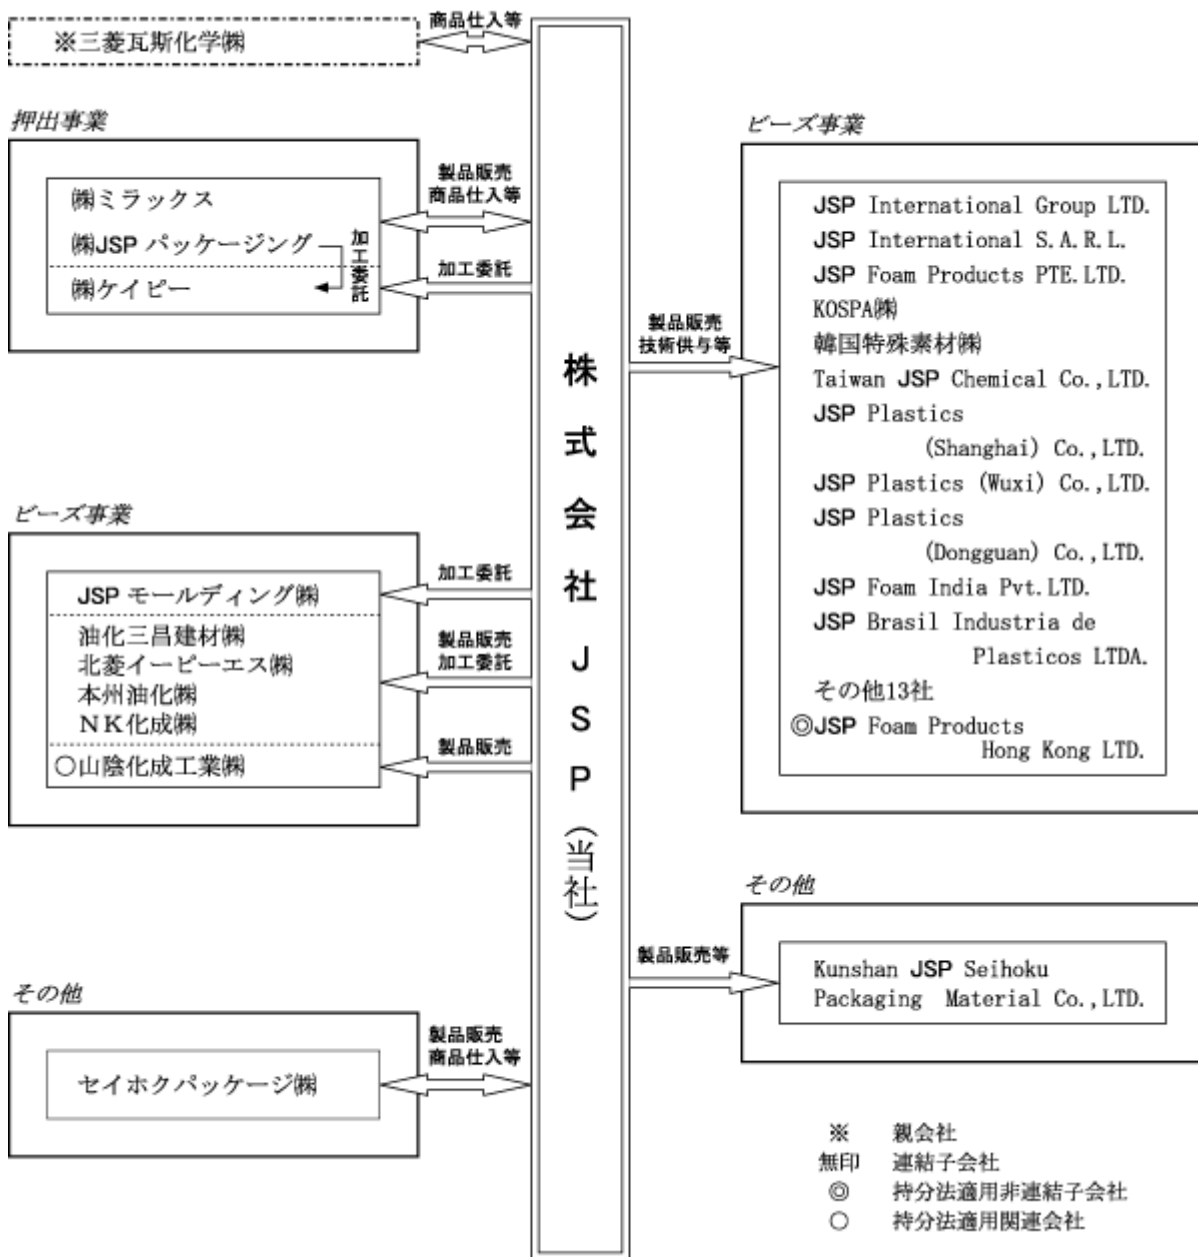 ※三菱瓦斯化学㈱
商品仕入等
押出事業
㈱ミラックス
㈱JSP パッケージング
㈱ケイピー
加工委託
製品販売
商品仕入等
加工委託
ビーズ事業
JSP モールディング㈱
油化三昌建材㈱
北菱イーピーエス㈱
本州油化㈱
ＮＫ化成㈱
○山陰化成工業㈱
加工委託
製品販売
加工委託
製品販売
その他
セイホクパッケージ㈱
製品販売
商品仕入等
株式会社ＪＳＰ（当社）
製品販売
技術供与等
ビーズ事業
JSP International Group LTD.
JSP International S.A.R.L.
JSP Foam Products PTE.LTD.
KOSPA㈱
韓国特殊素材㈱
Taiwan JSP Chemical Co.,LTD.
JSP Plastics
(Shanghai) Co.,LTD.
JSP Plastics (Wuxi) Co.,LTD.
JSP Plastics
(Dongguan) Co.,LTD.
JSP Foam India Pvt.LTD.
JSP Brasil Industria de
Plasticos LTDA.
その他13社
◎JSP Foam Products
Hong Kong LTD.
製品販売等
その他
Kunshan JSP Seihoku
Packaging Material Co.,LTD.
※ 親会社
無印 連結子会社
◎ 持分法適用非連結子会社
○ 持分法適用関連会社